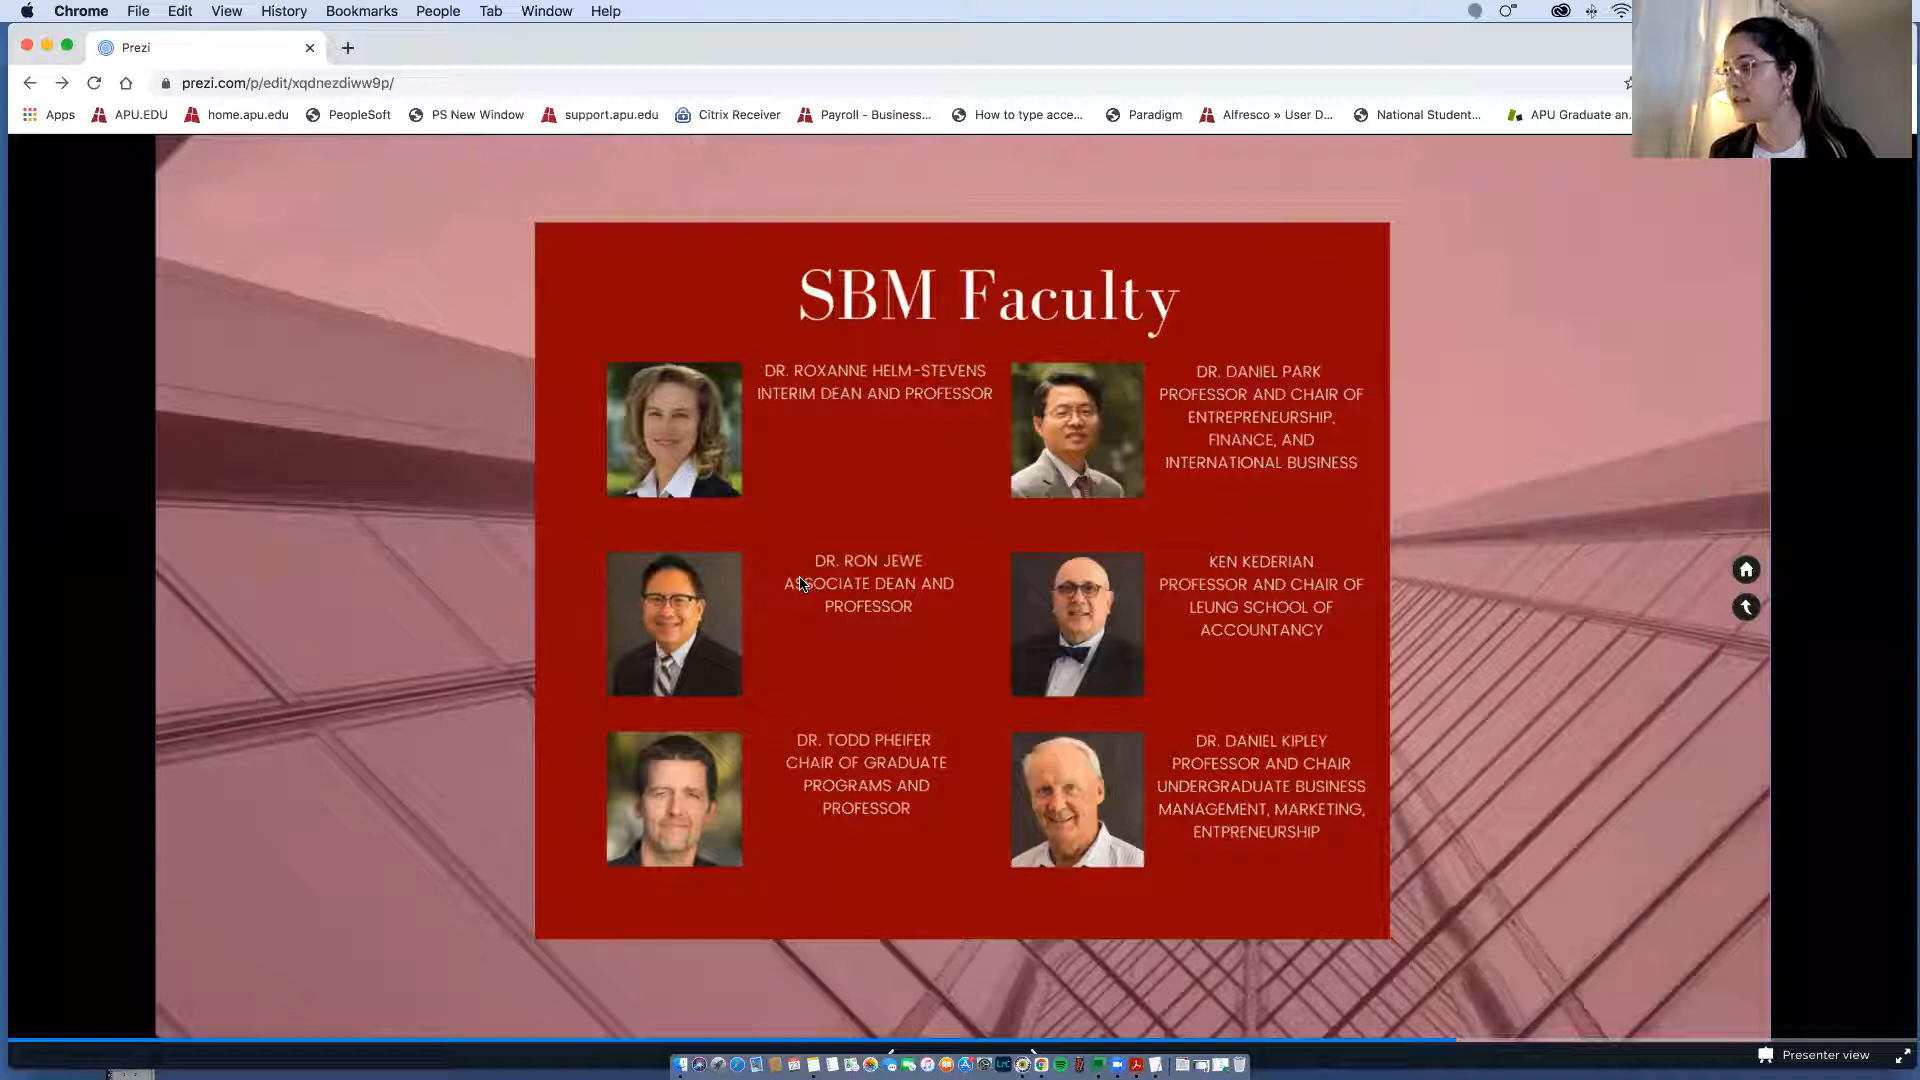 Chrome File Edit View History Bookmarks People Tab Window Help
Prezi
prezi.com/p/edit/xqdnezdiww9p/
Apps APU.EDU home.apu.edu PeopleSoft PS New Window support.apu.edu Citrix Receiver Payroll - Business... How to type acce... Paradigm Alfresco » User D... National Student... APU Graduate an
SBM Faculty
DR. ROXANNE HELM-STEVENS
INTERIM DEAN AND PROFESSOR
DR. DANIEL PARK
PROFESSOR AND CHAIR OF
ENTREPRENEURSHIP,
FINANCE, AND
INTERNATIONAL BUSINESS
DR. RON JEWE
ASSOCIATE DEAN AND
PROFESSOR
KEN KEDERIAN
PROFESSOR AND CHAIR OF
LEUNG SCHOOL OF
ACCOUNTANCY
DR. TODD PHEIFER
CHAIR OF GRADUATE
PROGRAMS AND
PROFESSOR
DR. DANIEL KIPLEY
PROFESSOR AND CHAIR
UNDERGRADUATE BUSINESS
MANAGEMENT, MARKETING,
ENTPRENEURSHIP
Presenter view